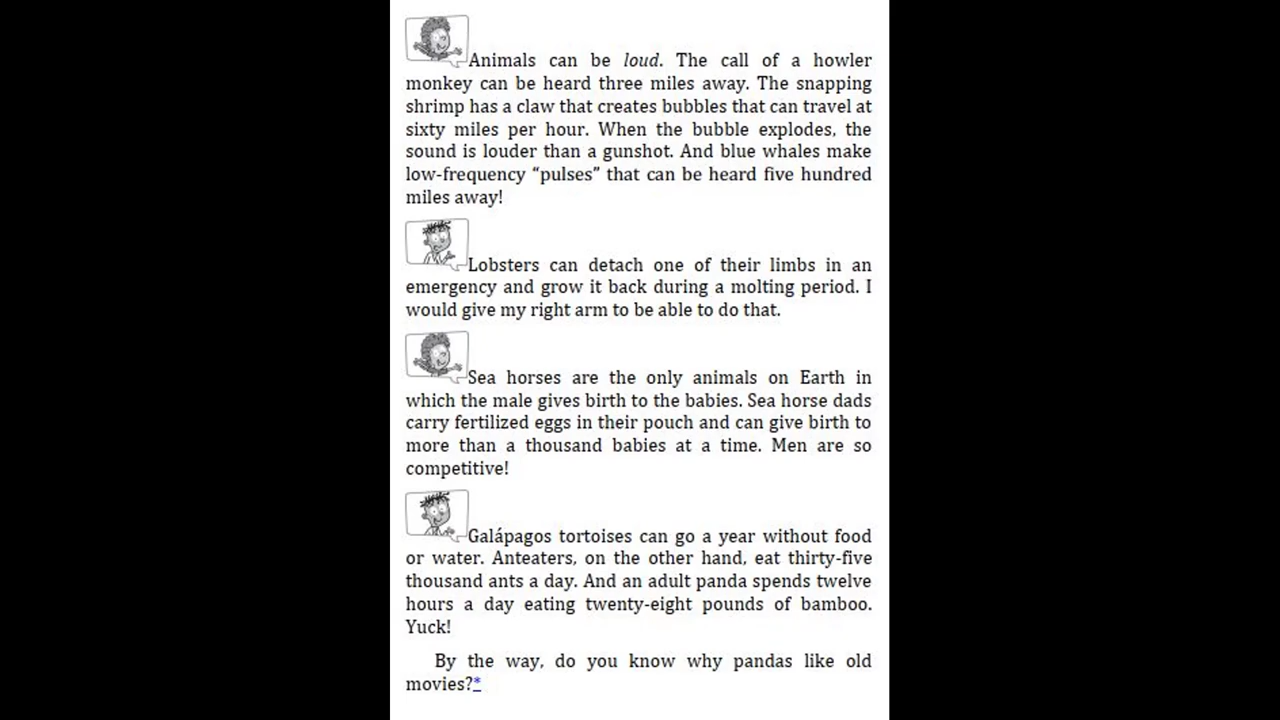 Animals can be loud. The call of a howler
monkey can be heard three miles away. The snapping
shrimp has a claw that creates bubbles that can travel at
sixty miles per hour. When the bubble explodes, the
sound is louder than a gunshot. And blue whales make
low-frequency “pulses” that can be heard five hundred
miles away!
Lobsters can detach one of their limbs in an
emergency and grow it back during a molting period. I
would give my right arm to be able to do that.
Sea horses are the only animals on Earth in
which the male gives birth to the babies. Sea horse dads
carry fertilized eggs in their pouch and can give birth to
more than a thousand babies at a time. Men are so
competitive!
Galápagos tortoises can go a year without food
or water. Anteaters, on the other hand, eat thirty-five
thousand ants a day. And an adult panda spends twelve
hours a day eating twenty-eight pounds of bamboo.
Yuck!
By the way, do you know why pandas like old
movies?*